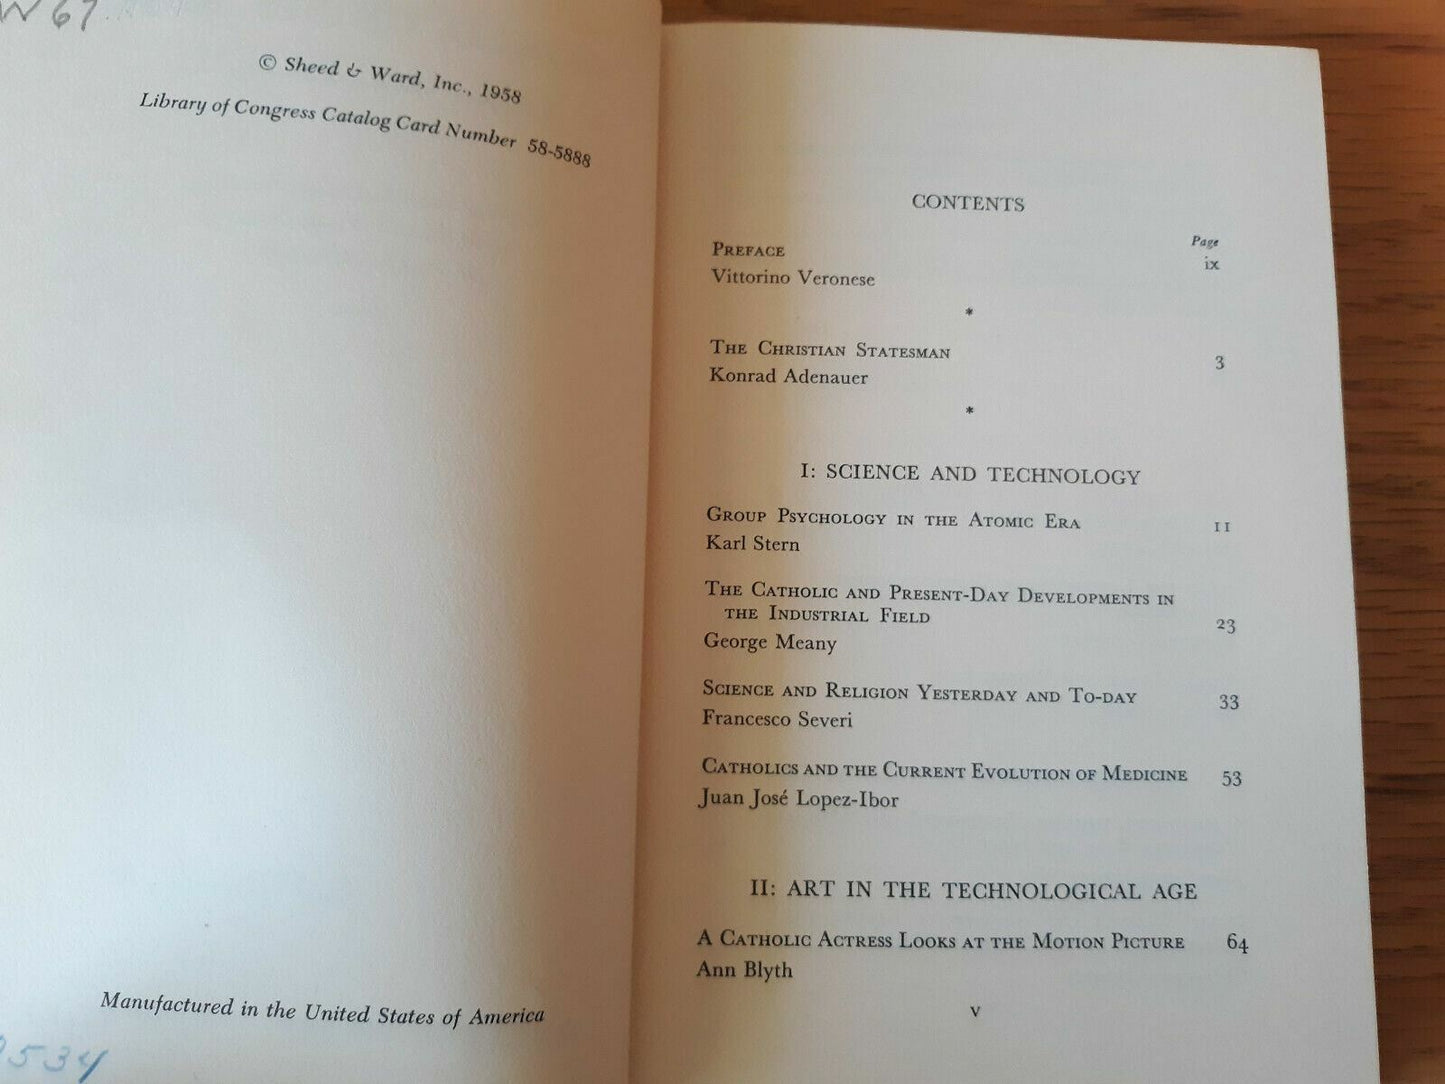 W 67
© Sheed & Ward, Inc., 1958
Library of Congress Catalog Card Number 58-5888
Manufactured in the United States of America
534
CONTENTS
Page
PREFACE ix
Vittorino Veronese
*
THE CHRISTIAN STATESMAN 3
Konrad Adenauer
*
I: SCIENCE AND TECHNOLOGY
GROUP PSYCHOLOGY IN THE ATOMIC ERA 11
Karl Stern
THE CATHOLIC AND PRESENT-DAY DEVELOPMENTS IN
THE INDUSTRIAL FIELD 23
George Meany
SCIENCE AND RELIGION YESTERDAY AND TO-DAY 33
Francesco Severi
CATHOLICS AND THE CURRENT EVOLUTION OF MEDICINE 53
Juan José Lopez-Ibor
II: ART IN THE TECHNOLOGICAL AGE
A CATHOLIC ACTRESS LOOKS AT THE MOTION PICTURE 64
Ann Blyth
v